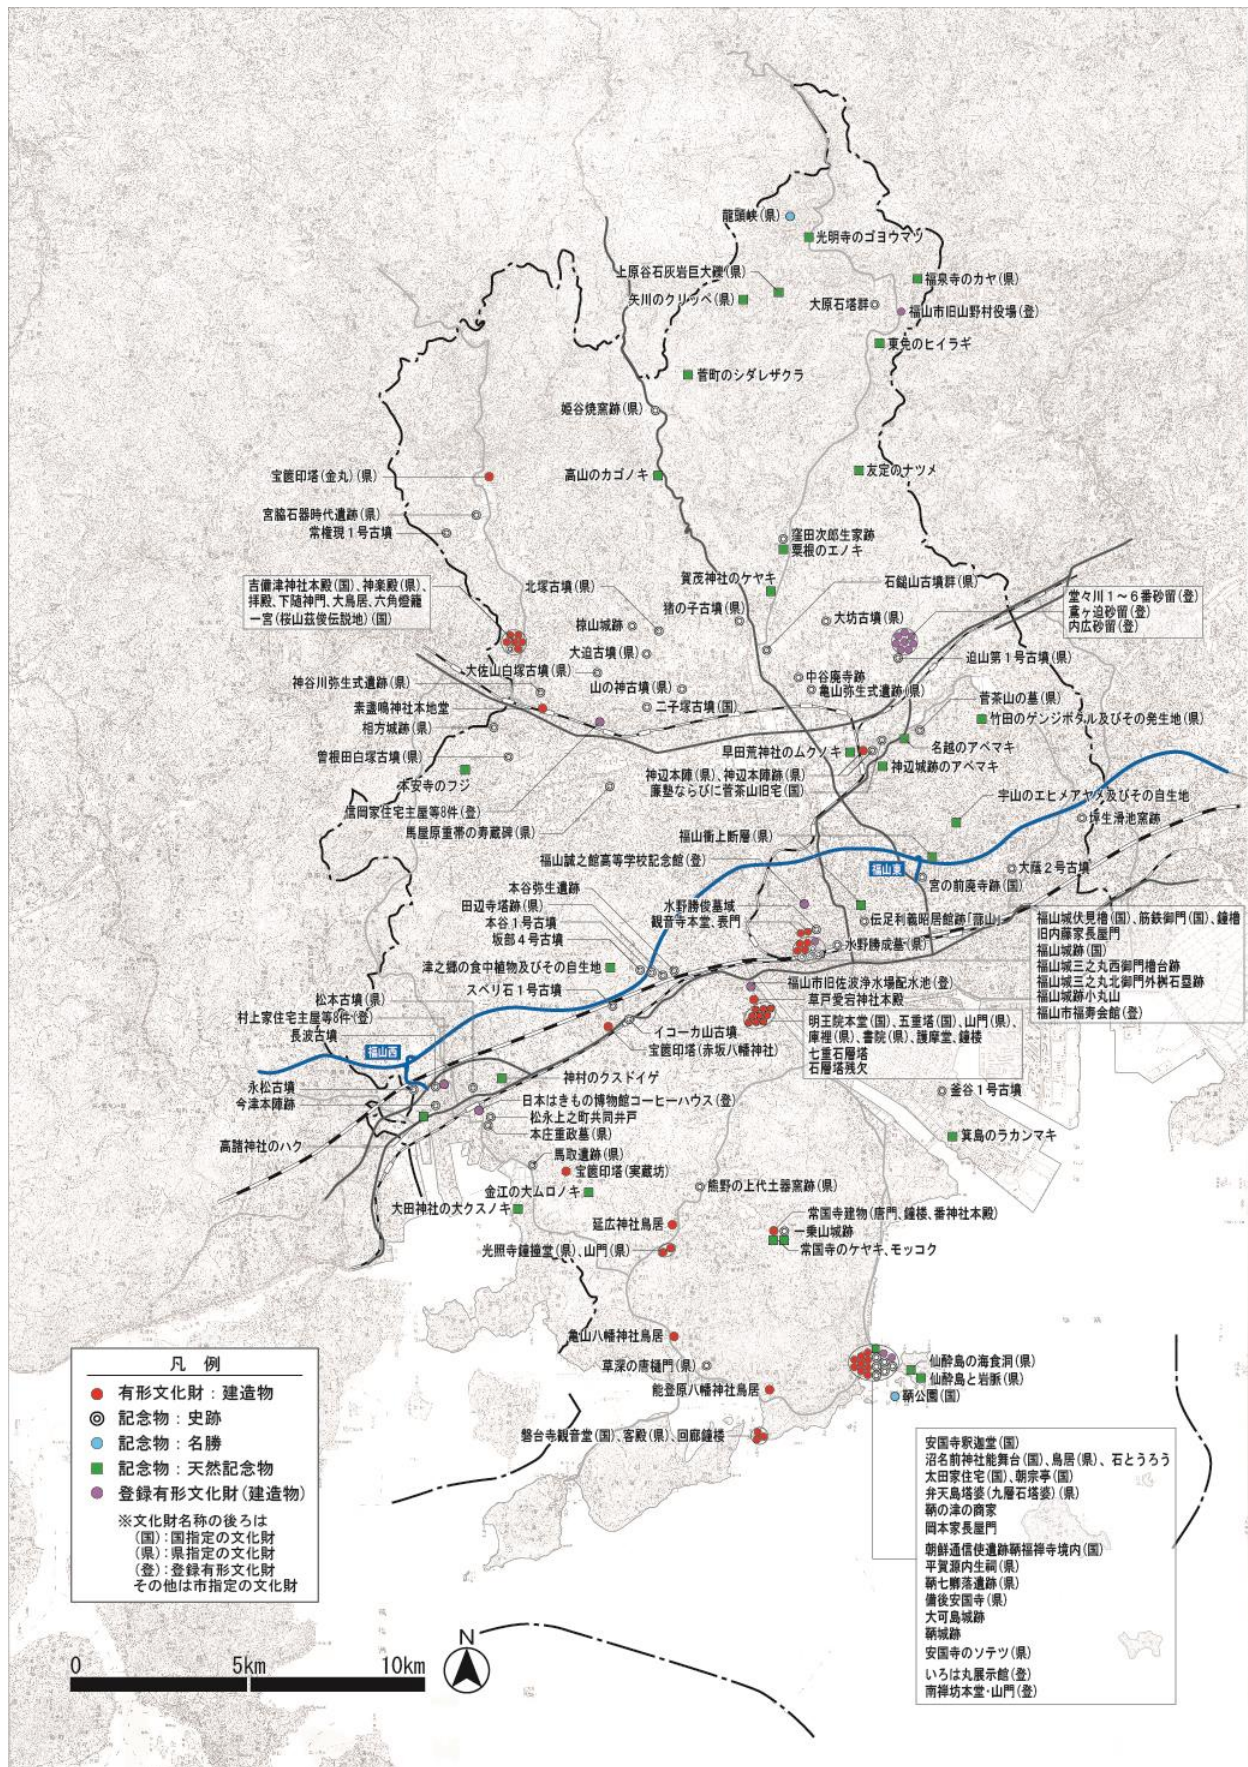 龍頭峡(県)
光明寺のゴヨウマツ
上原谷石灰岩巨大礫(県)
福泉寺のカヤ(県)
矢川のクリッペ(県)
大原石塔群
福山市旧山野村役場(登)
東免のヒイラギ
菅町のシダレザクラ
姫谷焼窯跡(県)
宝篋印塔(金丸)(県)
高山のカゴノキ
友定のナツメ
宮脇石器時代遺跡(県)
常権現1号古墳
窪田次郎生家跡
粟根のエノキ
吉備津神社本殿(国)、神楽殿(県)、
拝殿、下随神門、大鳥居、六角燈籠
一宮(桜山茲俊伝説地)(国)
北塚古墳(県)
賀茂神社のケヤキ
石鎚山古墳群(県)
堂々川1~6番砂留(登)
鳶ヶ迫砂留(登)
内広砂留(登)
猪の子古墳(県)
椋山城跡
大坊古墳(県)
大迫古墳(県)
迫山第1号古墳(県)
大佐山白塚古墳(県)
中谷廃寺跡
神谷川弥生式遺跡(県)
山の神古墳(県)
亀山弥生式遺跡(県)
菅茶山の墓(県)
素盞嗚神社本地堂
二子塚古墳(国)
竹田のゲンジボタル及びその発生地(県)
相方城跡(県)
早田荒神社のムクノキ
名越のアベマキ
曽根田白塚古墳(県)
神辺本陣(県)、神辺本陣跡(県)
神辺城跡のアベマキ
本安寺のフジ
廉塾ならびに菅茶山旧宅(国)
宇山のエヒメアヤメ及びその自生地
信岡家住宅主屋等8件(登)
坪生滑池窯跡
馬屋原重帯の寿蔵碑(県)
福山衝上断層(県)
福山誠之館高等学校記念館(登)
福山東
大蔭2号古墳
本谷弥生遺跡
宮の前廃寺跡(国)
田辺寺塔跡(県)
水野勝俊墓域
本谷1号古墳
観音寺本堂、表門
伝足利義昭居館跡「蔀山」
坂部4号古墳
水野勝成墓(県)
福山城伏見櫓(国)、筋鉄御門(国)、鐘櫓
旧内藤家長屋門
福山城跡(国)
福山城三之丸西御門櫓台跡
福山城三之丸北御門外桝石塁跡
福山城跡小丸山
福山市福寿会館(登)
津之郷の食中植物及びその自生地
福山市旧佐波浄水場配水池(登)
スベリ石1号古墳
草戸愛宕神社本殿
松本古墳(県)
村上家住宅主屋等8件(登)
明王院本堂(国)、五重塔(国)、山門(県)、
庫裡(県)、書院(県)、護摩堂、鐘楼
七重石層塔
石層塔残欠
長波古墳
イコーカ山古墳
福山西
宝篋印塔(赤坂八幡神社)
永松古墳
神村のクスドイゲ
釜谷1号古墳
今津本陣跡
日本はきもの博物館コーヒーハウス(登)
松永上之町共同井戸
本庄重政墓(県)
箕島のラカンマキ
高諸神社のハク
馬取遺跡(県)
宝篋印塔(実蔵坊)
熊野の上代土器窯跡(県)
金江の大ムロノキ
大田神社の大クスノキ
常国寺建物(唐門、鐘楼、番神社本殿)
延広神社鳥居
一乗山城跡
光照寺鐘撞堂(県)、山門(県)
常国寺のケヤキ、モッコク
亀山八幡神社鳥居
仙酔島の海食洞(県)
草深の唐樋門(県)
仙酔島と岩脈(県)
能登原八幡神社鳥居
鞆公園(国)
磐台寺観音堂(国)、客殿(県)、回廊鐘楼
凡 例
有形文化財:建造物
記念物:史跡
記念物:名勝
記念物:天然記念物
登録有形文化財(建造物)
※文化財名称の後ろは
(国):国指定の文化財
(県):県指定の文化財
(登):登録有形文化財
その他は市指定の文化財
安国寺釈迦堂(国)
沼名前神社能舞台(国)、鳥居(県)、石とうろう
太田家住宅(国)、朝宗亭(国)
弁天島塔婆(九層石塔婆)(県)
鞆の津の商家
岡本家長屋門
朝鮮通信使遺跡鞆福禅寺境内(国)
平賀源内生祠(県)
鞆七卿落遺跡(県)
備後安国寺(県)
大可島城跡
鞆城跡
安国寺のソテツ(県)
いろは丸展示館(登)
南禅坊本堂・山門(登)
0 5km 10km
N